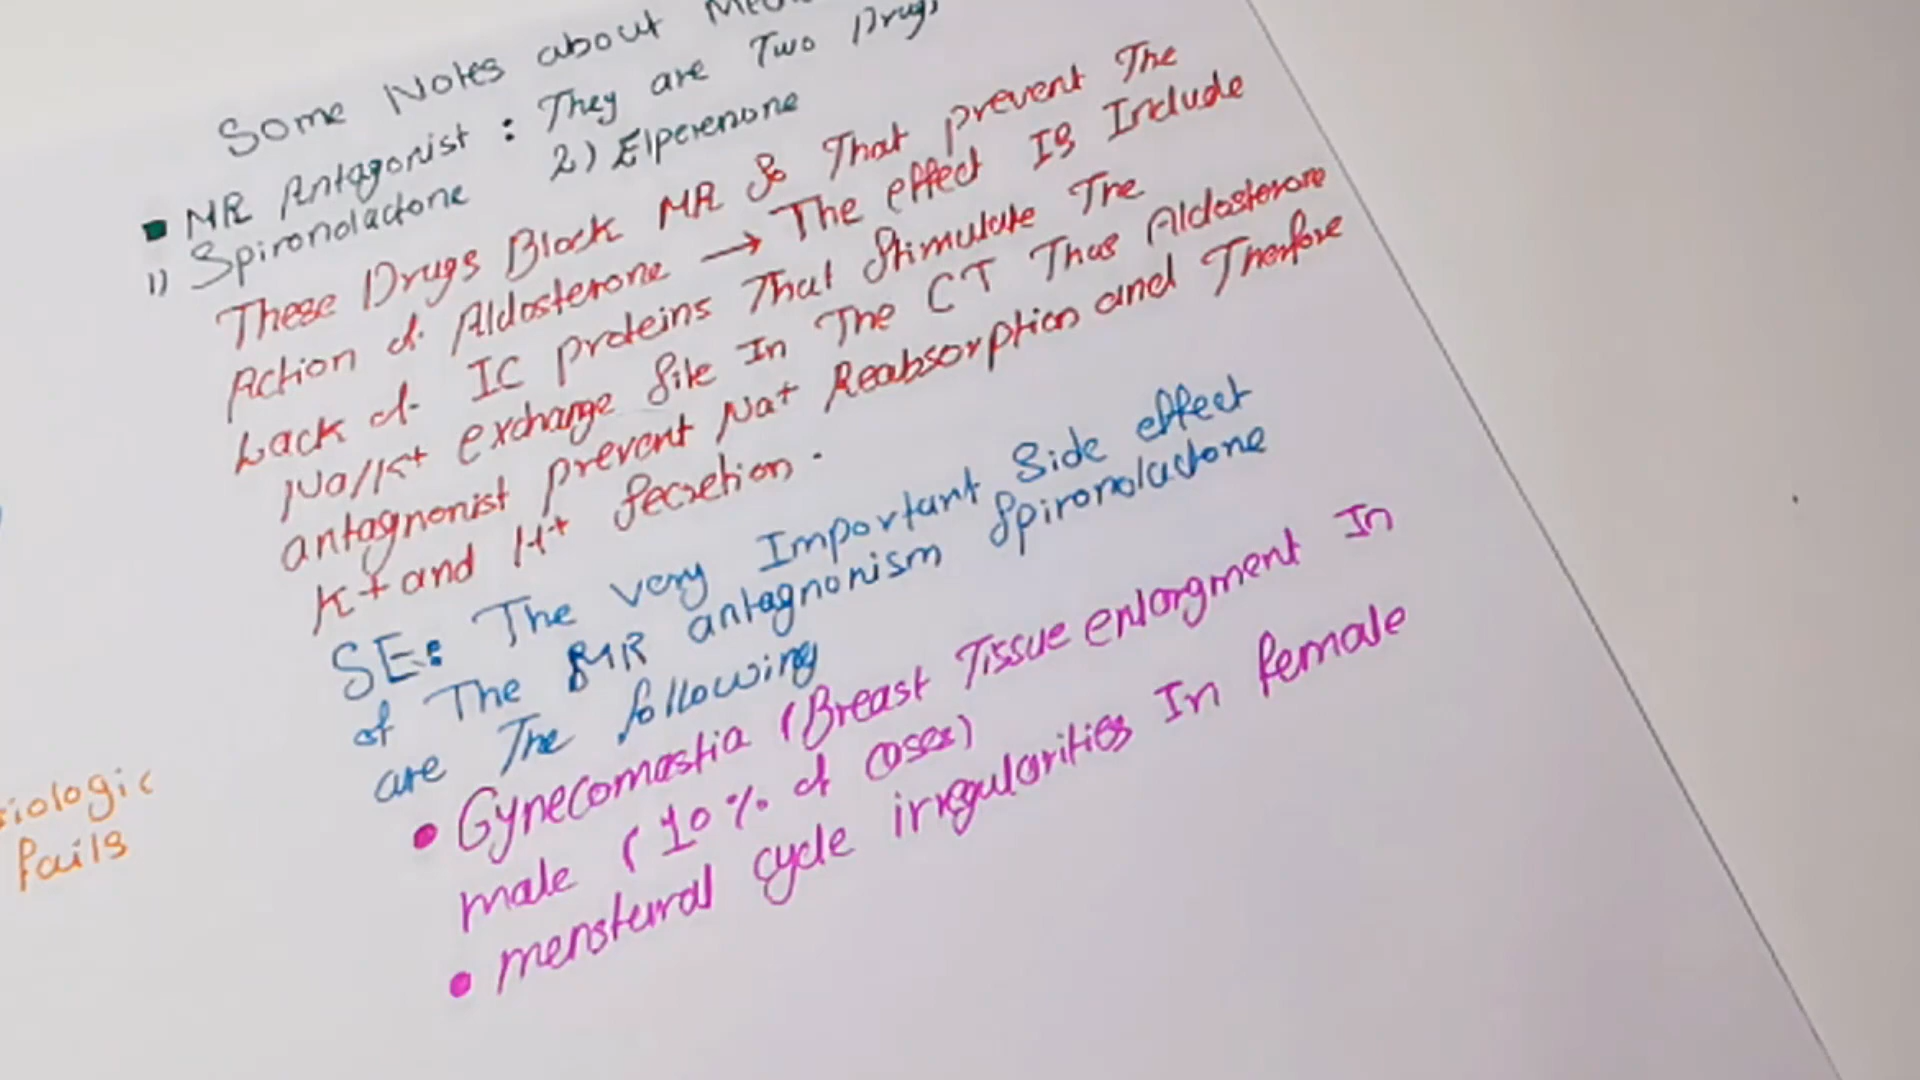 Some Notes about
MR Antagonist : They are Two Drugs
1) Spironolactone 2) Elperenone
These Drugs Block MR So That prevent The
Action of Aldosterone → The effect IS Include
Lack of IC proteins That Stimulate The
Na/K+ exchange Site In The CT Thus Aldosterone
antagnonist prevent Na+ Reabsorption and Therfore
K+ and H+ Secretion .
SE: The very Important Side effect
of The MR antagnonism Spironolactone
are The following
• Gynecomastia (Breast Tissue enlargment In
male (10% of cases)
• menstural cycle irregularities In female
iologic
fails